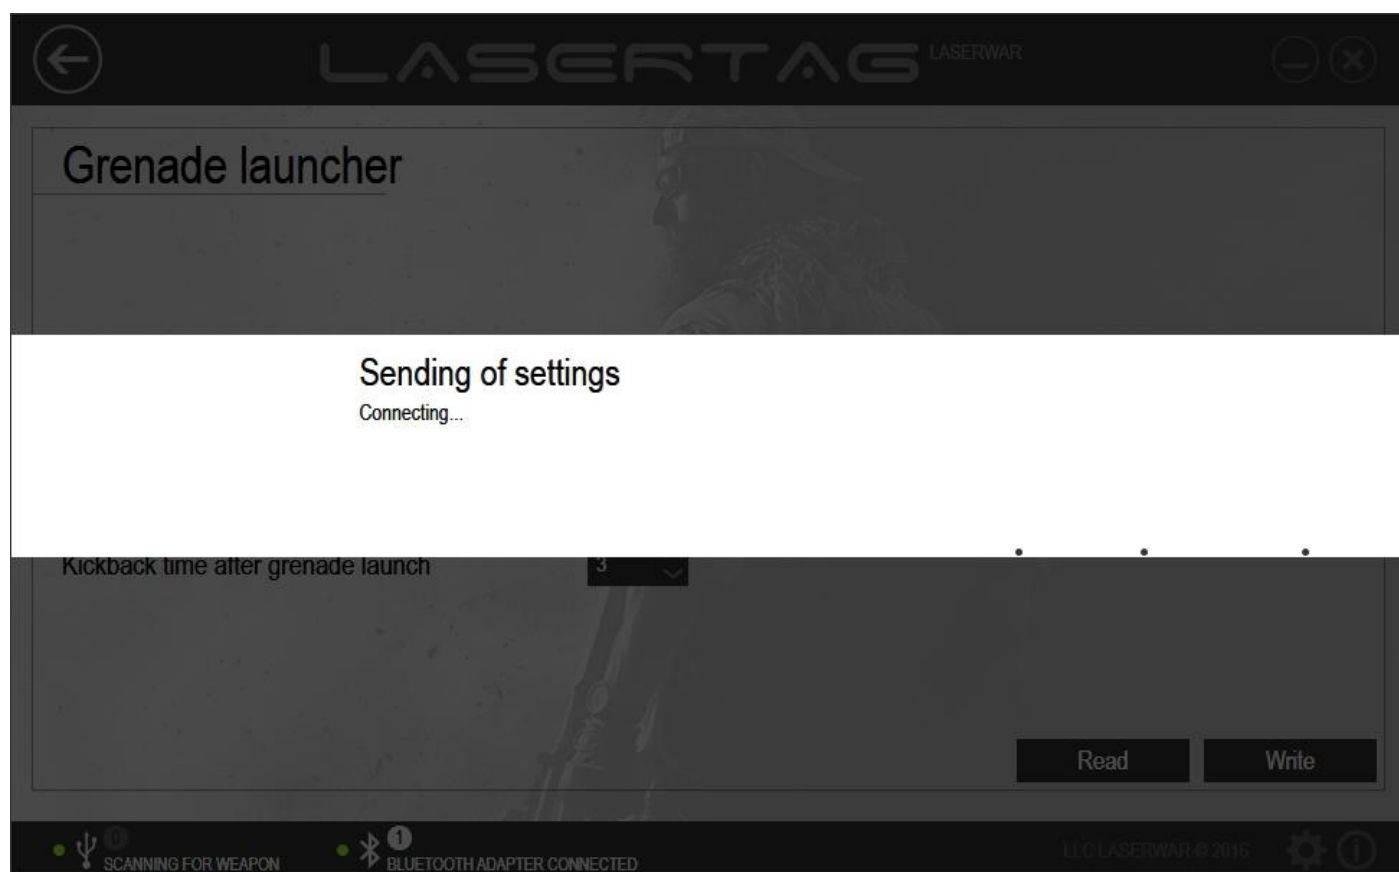 LASERTAG LASERWAR
Grenade launcher
Sending of settings
Connecting...
Kickback time after grenade launch 3
Read Write
0
SCANNING FOR WEAPON
1
BLUETOOTH ADAPTER CONNECTED
LLC LASERWAR © 2016